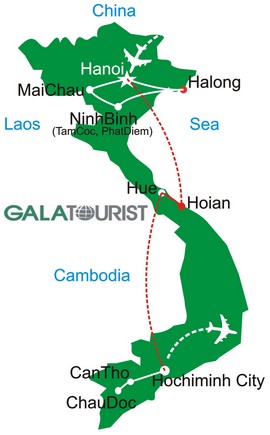 China
Hanoi
MaiChau
Halong
NinhBinh
(TamCoc, PhatDiem)
Laos
Sea
Hue
Hoian
GALATOURIST
Cambodia
CanTho
Hochiminh City
ChauDoc